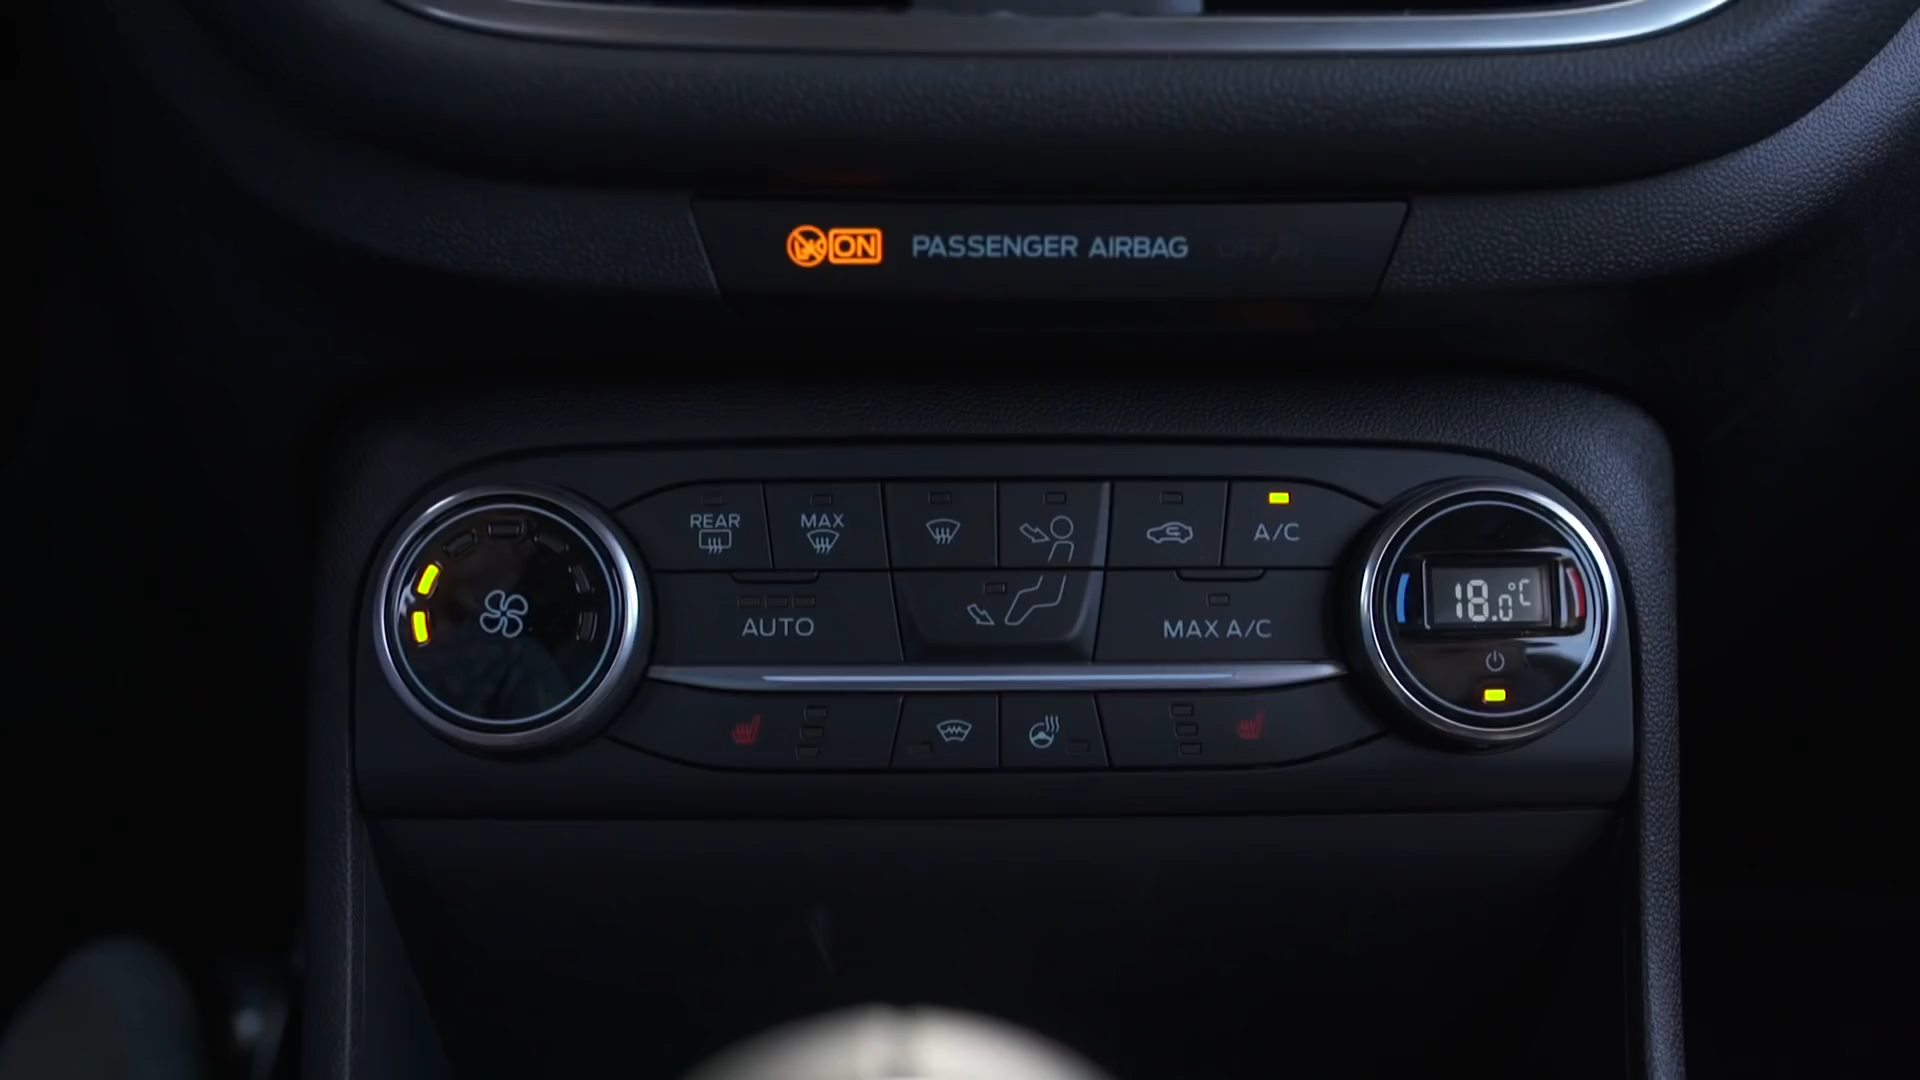 ON PASSENGER AIRBAG
REAR MAX A/C
18.0°C
AUTO MAX A/C